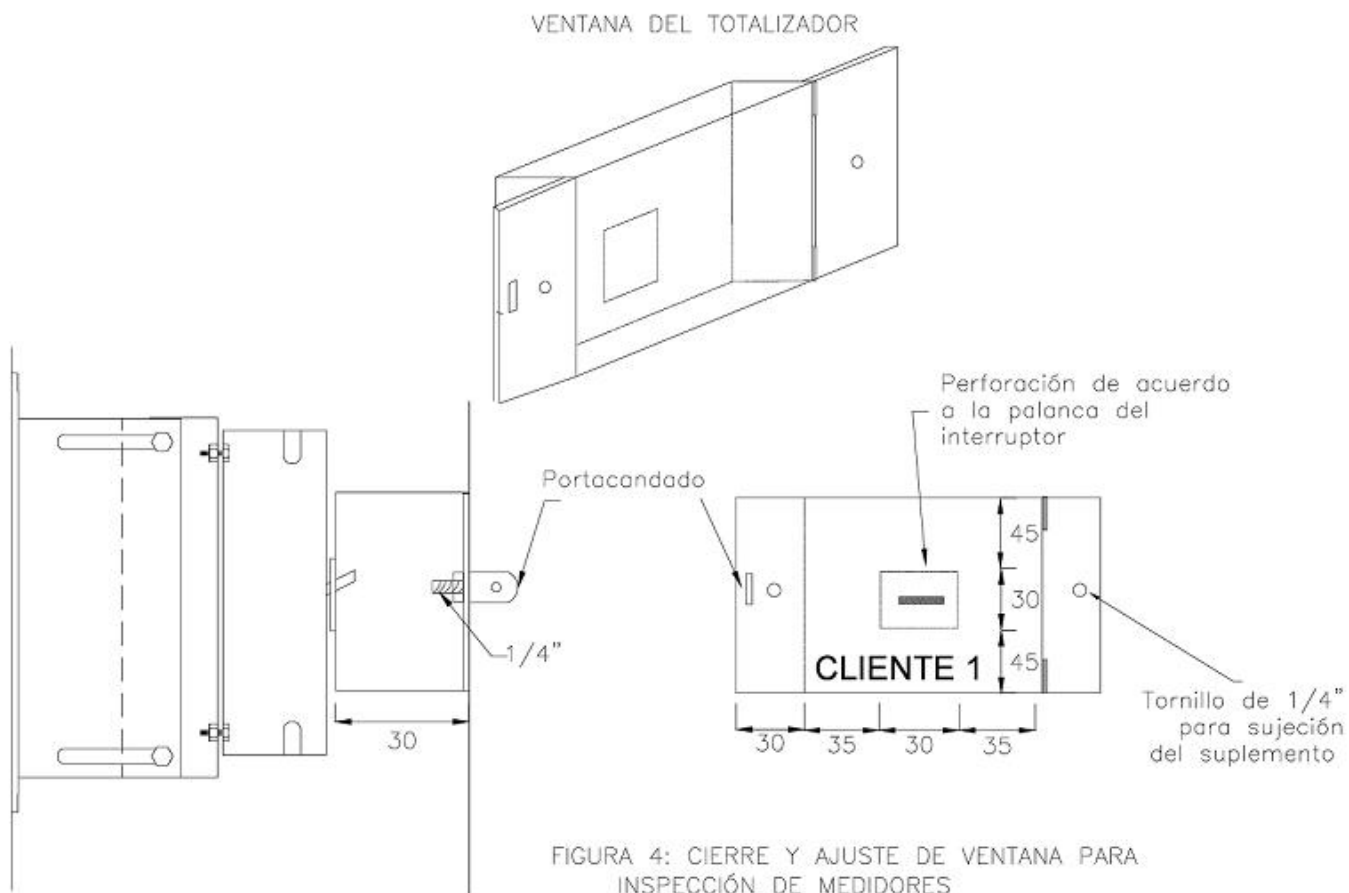 VENTANA DEL TOTALIZADOR
Perforación de acuerdo
a la palanca del
interruptor
Portacandado
1/4"
30
45
30
45
CLIENTE 1
30
35
30
35
Tornillo de 1/4"
para sujeción
del suplemento
FIGURA 4: CIERRE Y AJUSTE DE VENTANA PARA
INSPECCIÓN DE MEDIDORES